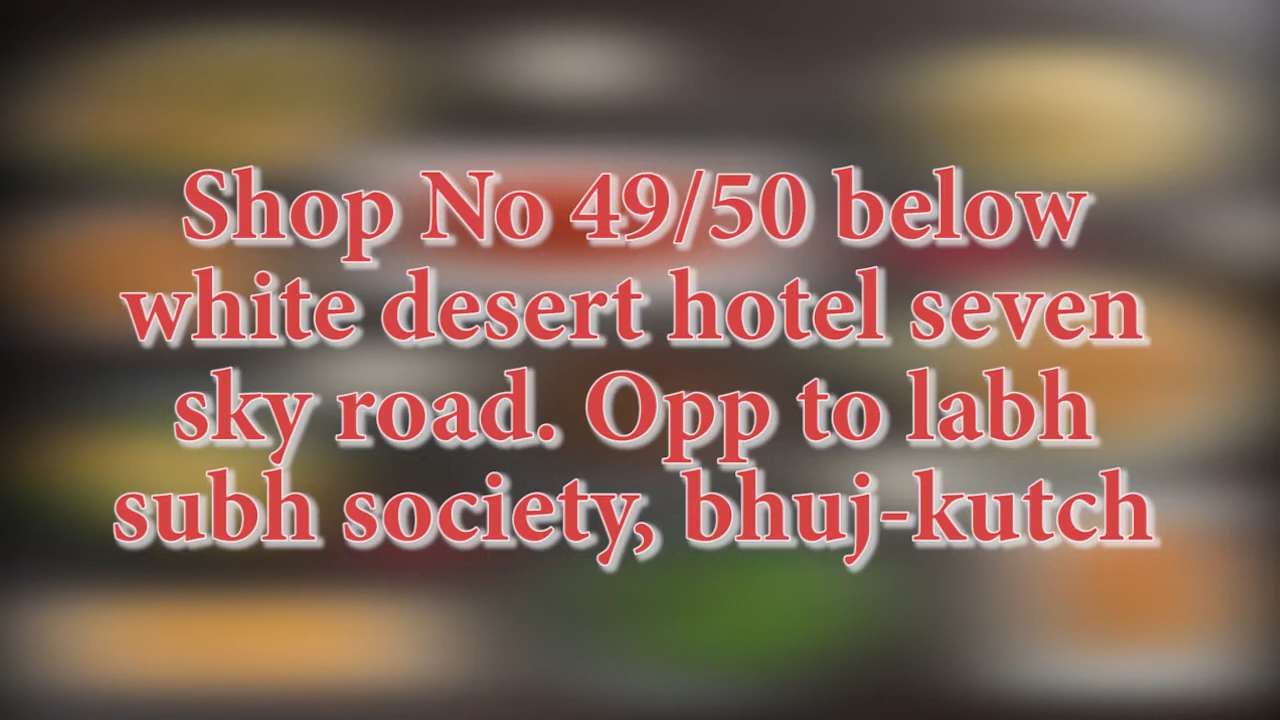 Shop No 49/50 below
white desert hotel seven
sky road. Opp to labh
subh society, bhuj-kutch